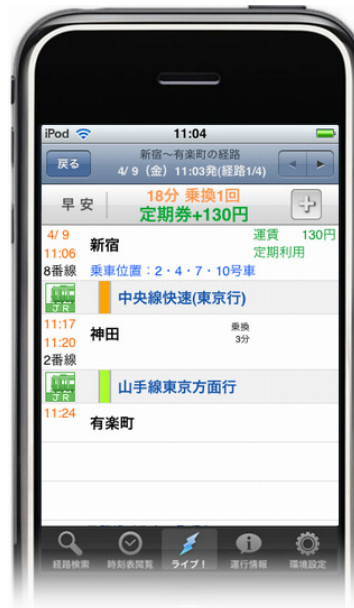 iPod 11:04
戻る
新宿～有楽町の経路
4/ 9（金）11:03発(経路1/4)
早 安
18分 乗換1回
定期券+130円
4/ 9
11:06
8番線
新宿
運賃 130円
定期利用
乗車位置：2・4・7・10号車
JR
中央線快速(東京行)
11:17
11:20
2番線
神田
乗換
3分
JR
山手線東京方面行
11:24
有楽町
経路検索 時刻表閲覧 ライブ！ 運行情報 環境設定